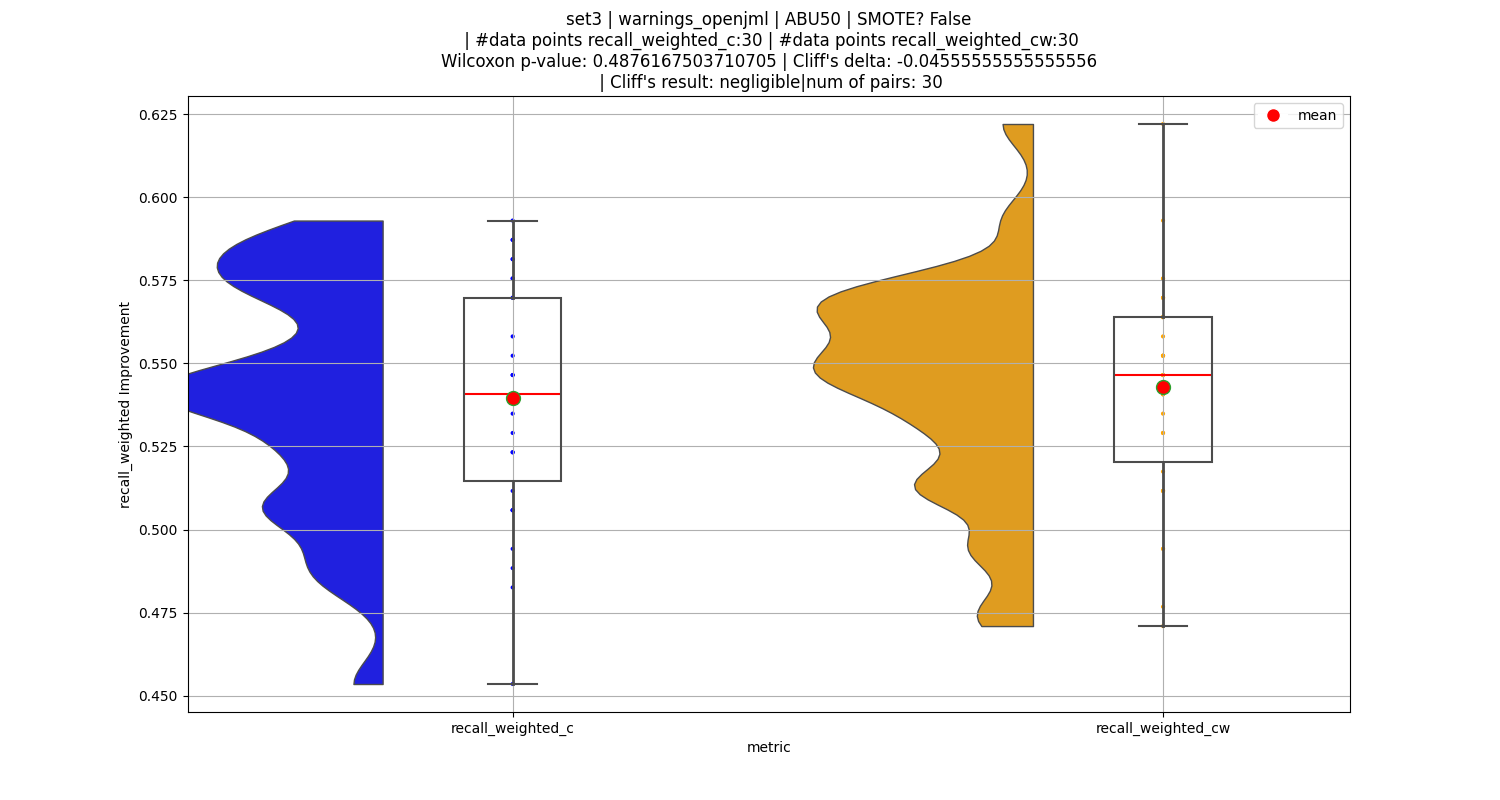 set3 | warnings_openjml | ABU50 | SMOTE? False
| #data points recall_weighted_c:30 | #data points recall_weighted_cw:30
Wilcoxon p-value: 0.4876167503710705 | Cliff's delta: -0.04555555555555556
| Cliff's result: negligible|num of pairs: 30
mean
0.625
0.600
0.575
0.550
0.525
0.500
0.475
0.450
recall_weighted Improvement
recall_weighted_c
recall_weighted_cw
metric